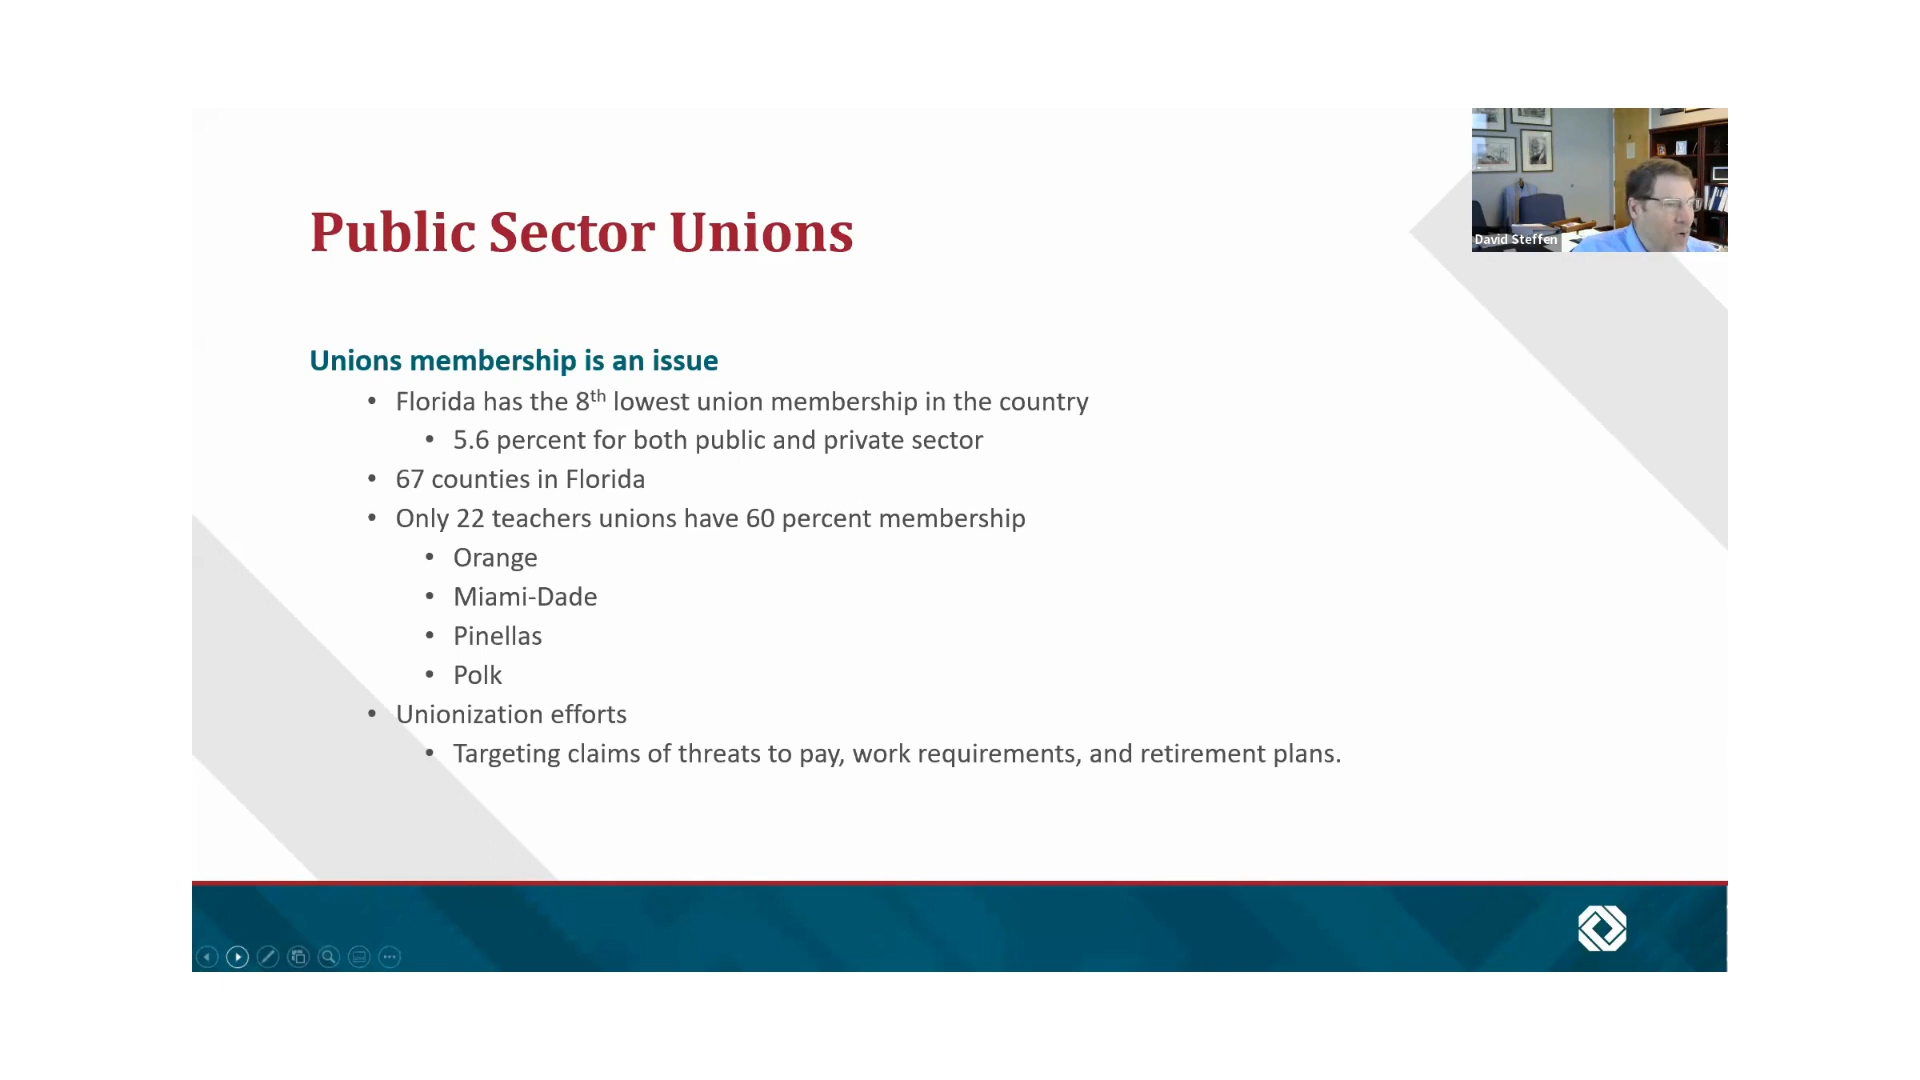 David Steffen
Public Sector Unions
Unions membership is an issue
• Florida has the 8th lowest union membership in the country
• 5.6 percent for both public and private sector
• 67 counties in Florida
• Only 22 teachers unions have 60 percent membership
• Orange
• Miami-Dade
• Pinellas
• Polk
• Unionization efforts
• Targeting claims of threats to pay, work requirements, and retirement plans.